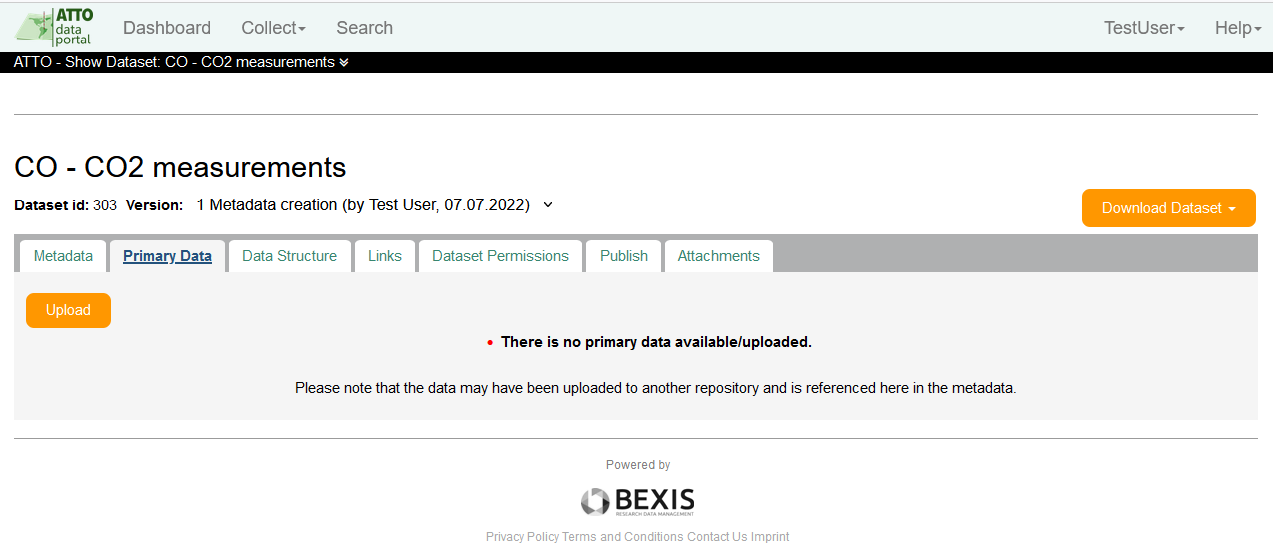 ATTO
data
portal
Dashboard Collect Search TestUser Help
ATTO - Show Dataset: CO - CO2 measurements
CO - CO2 measurements
Dataset id: 303 Version: 1 Metadata creation (by Test User, 07.07.2022)
Download Dataset
Metadata Primary Data Data Structure Links Dataset Permissions Publish Attachments
Upload
• There is no primary data available/uploaded.
Please note that the data may have been uploaded to another repository and is referenced here in the metadata.
Powered by
BEXIS
RESEARCH DATA MANAGEMENT
Privacy Policy Terms and Conditions Contact Us Imprint